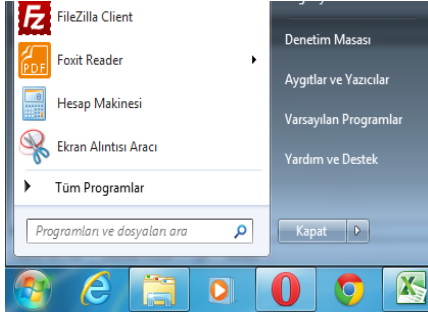 FileZilla Client
Foxit Reader
Hesap Makinesi
Ekran Alıntısı Aracı
Tüm Programlar
Programları ve dosyaları ara
Denetim Masası
Aygıtlar ve Yazıcılar
Varsayılan Programlar
Yardım ve Destek
Kapat
PDF